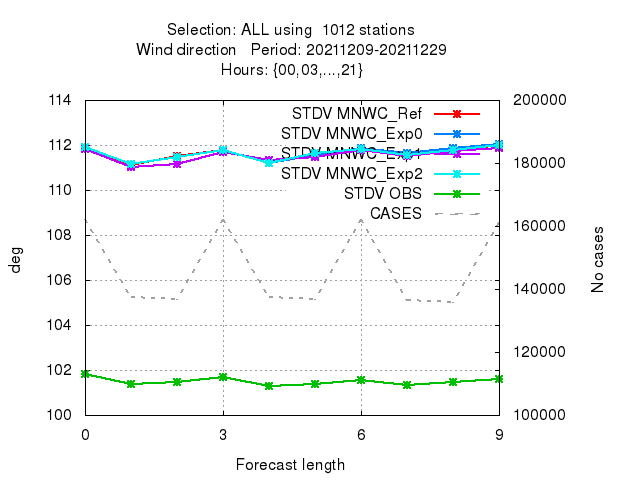 Selection: ALL using  1012 stations
Wind direction   Period: 20211209-20211229
Hours: {00,03,...,21}
114
112
110
108
106
104
102
100
deg
STDV MNWC_Ref
STDV MNWC_Exp0
STDV MNWC_Exp1
STDV MNWC_Exp2
STDV OBS
CASES
200000
180000
160000
140000
120000
100000
No cases
0
3
6
9
Forecast length